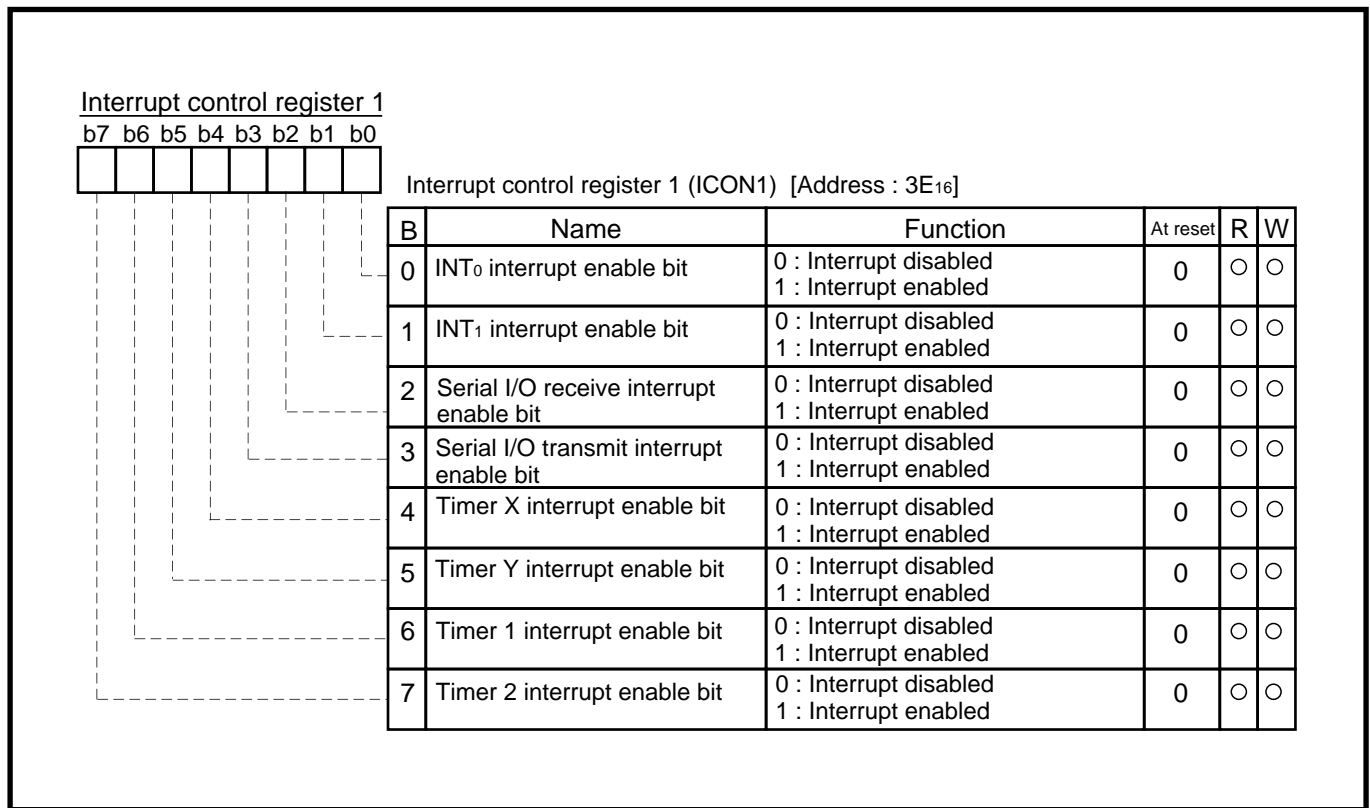 Interrupt control register 1
b7 b6 b5 b4 b3 b2 b1 b0
Interrupt control register 1 (ICON1) [Address : 3E₁₆]
B Name Function At reset R W
0 INT₀ interrupt enable bit 0 : Interrupt disabled 0 ○ ○
1 : Interrupt enabled
1 INT₁ interrupt enable bit 0 : Interrupt disabled 0 ○ ○
1 : Interrupt enabled
2 Serial I/O receive interrupt 0 : Interrupt disabled 0 ○ ○
enable bit 1 : Interrupt enabled
3 Serial I/O transmit interrupt 0 : Interrupt disabled 0 ○ ○
enable bit 1 : Interrupt enabled
4 Timer X interrupt enable bit 0 : Interrupt disabled 0 ○ ○
1 : Interrupt enabled
5 Timer Y interrupt enable bit 0 : Interrupt disabled 0 ○ ○
1 : Interrupt enabled
6 Timer 1 interrupt enable bit 0 : Interrupt disabled 0 ○ ○
1 : Interrupt enabled
7 Timer 2 interrupt enable bit 0 : Interrupt disabled 0 ○ ○
1 : Interrupt enabled